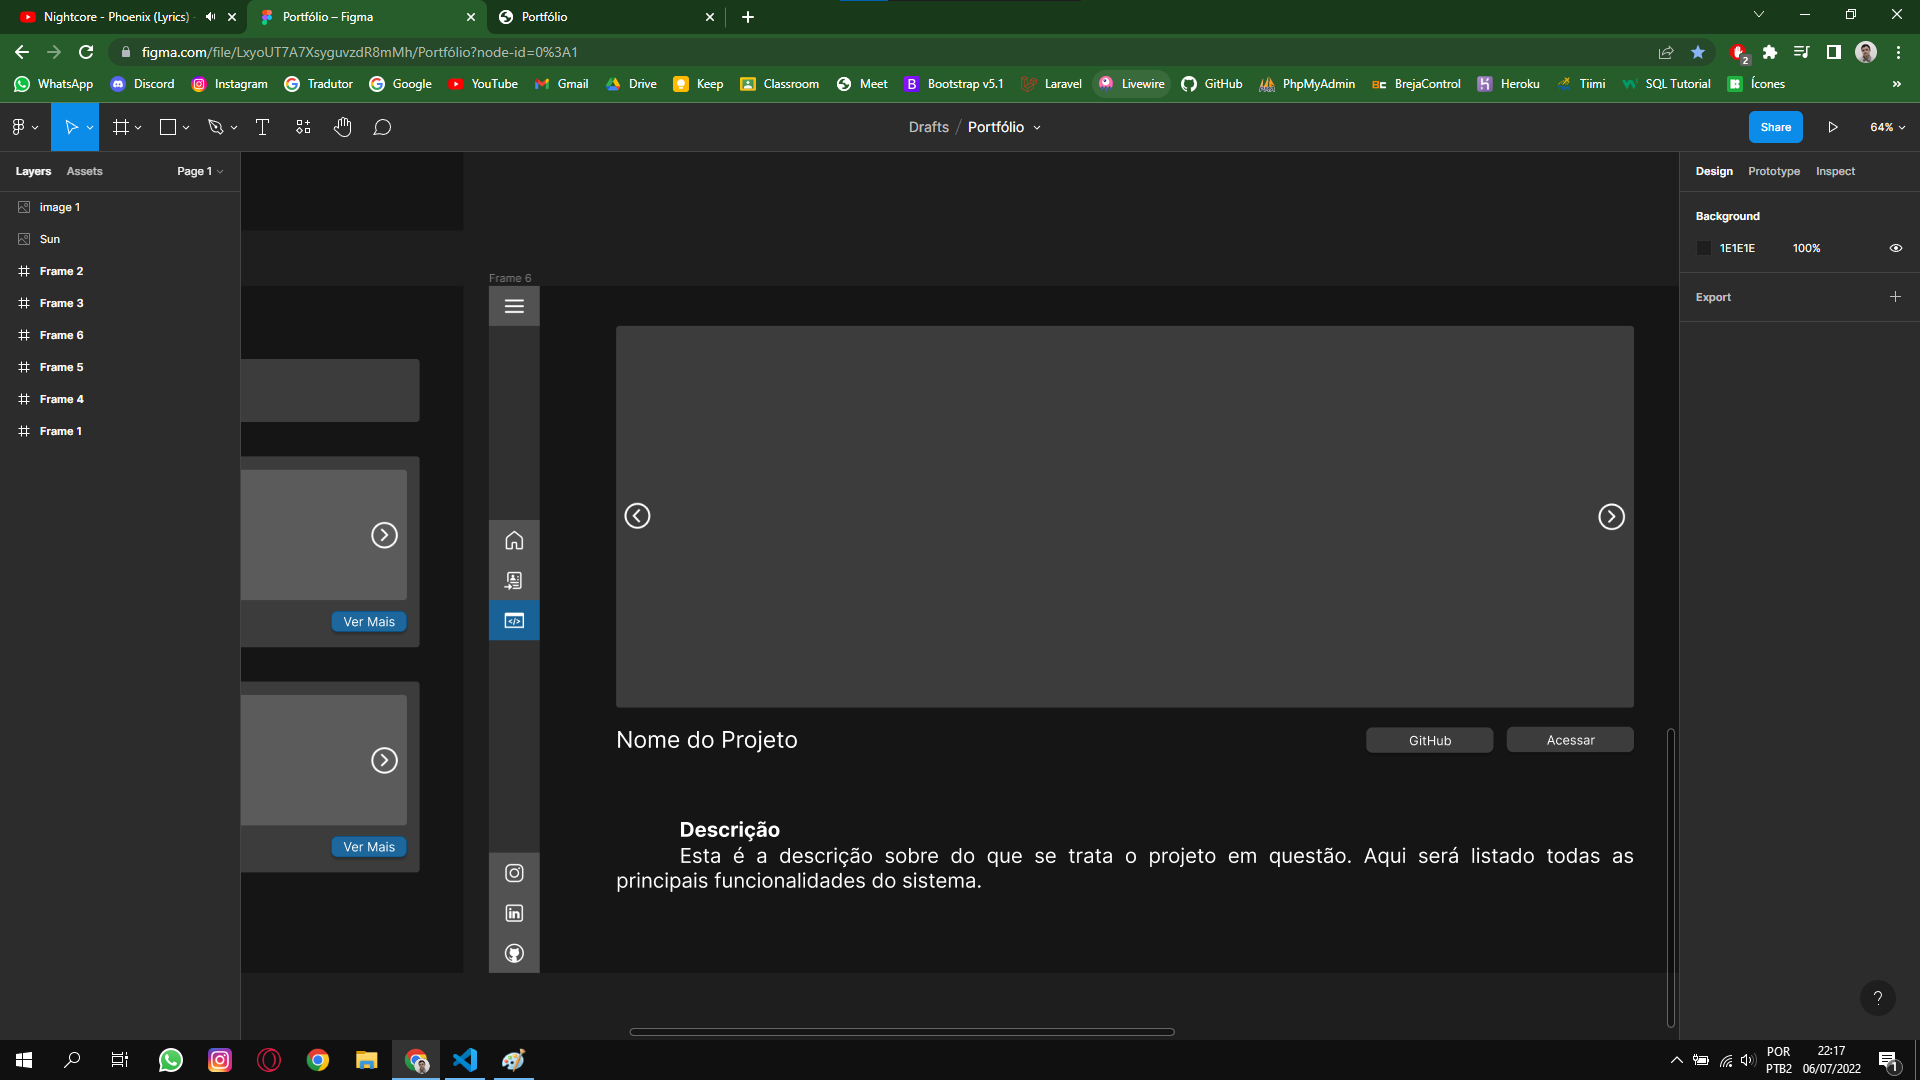 Nightcore - Phoenix (Lyrics)
Portfólio – Figma
Portfólio
figma.com/file/LxyoUT7A7XsyguvzdR8mMh/Portfólio?node-id=0%3A1
2
WhatsApp Discord Instagram Tradutor Google YouTube Gmail Drive Keep Classroom Meet Bootstrap v5.1 Laravel Livewire GitHub PhpMyAdmin BrejaControl Heroku Tiimi SQL Tutorial Ícones
Drafts / Portfólio
Share
64%
Layers Assets Page 1
image 1
Sun
Frame 2
Frame 3
Frame 6
Frame 5
Frame 4
Frame 1
Ver Mais
Ver Mais
Frame 6
Nome do Projeto
GitHub
Acessar
Descrição
Esta é a descrição sobre do que se trata o projeto em questão. Aqui será listado todas as
principais funcionalidades do sistema.
Design Prototype Inspect
Background
1E1E1E 100%
Export
?
POR
PTB2
22:17
06/07/2022
1